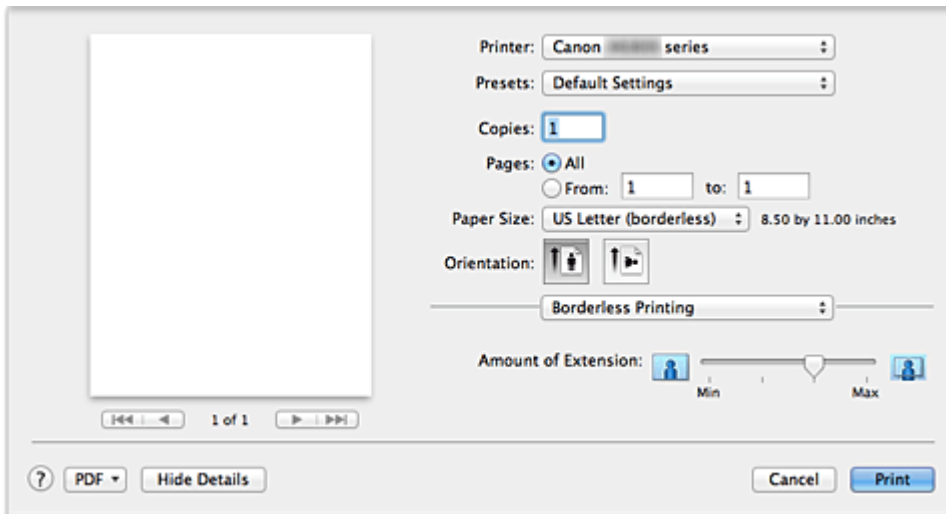 Printer: Canon series
Presets: Default Settings
Copies: 1
Pages: All
From: 1 to: 1
Paper Size: US Letter (borderless) 8.50 by 11.00 inches
Orientation:
Borderless Printing
Amount of Extension:
Min Max
1 of 1
? PDF Hide Details Cancel Print